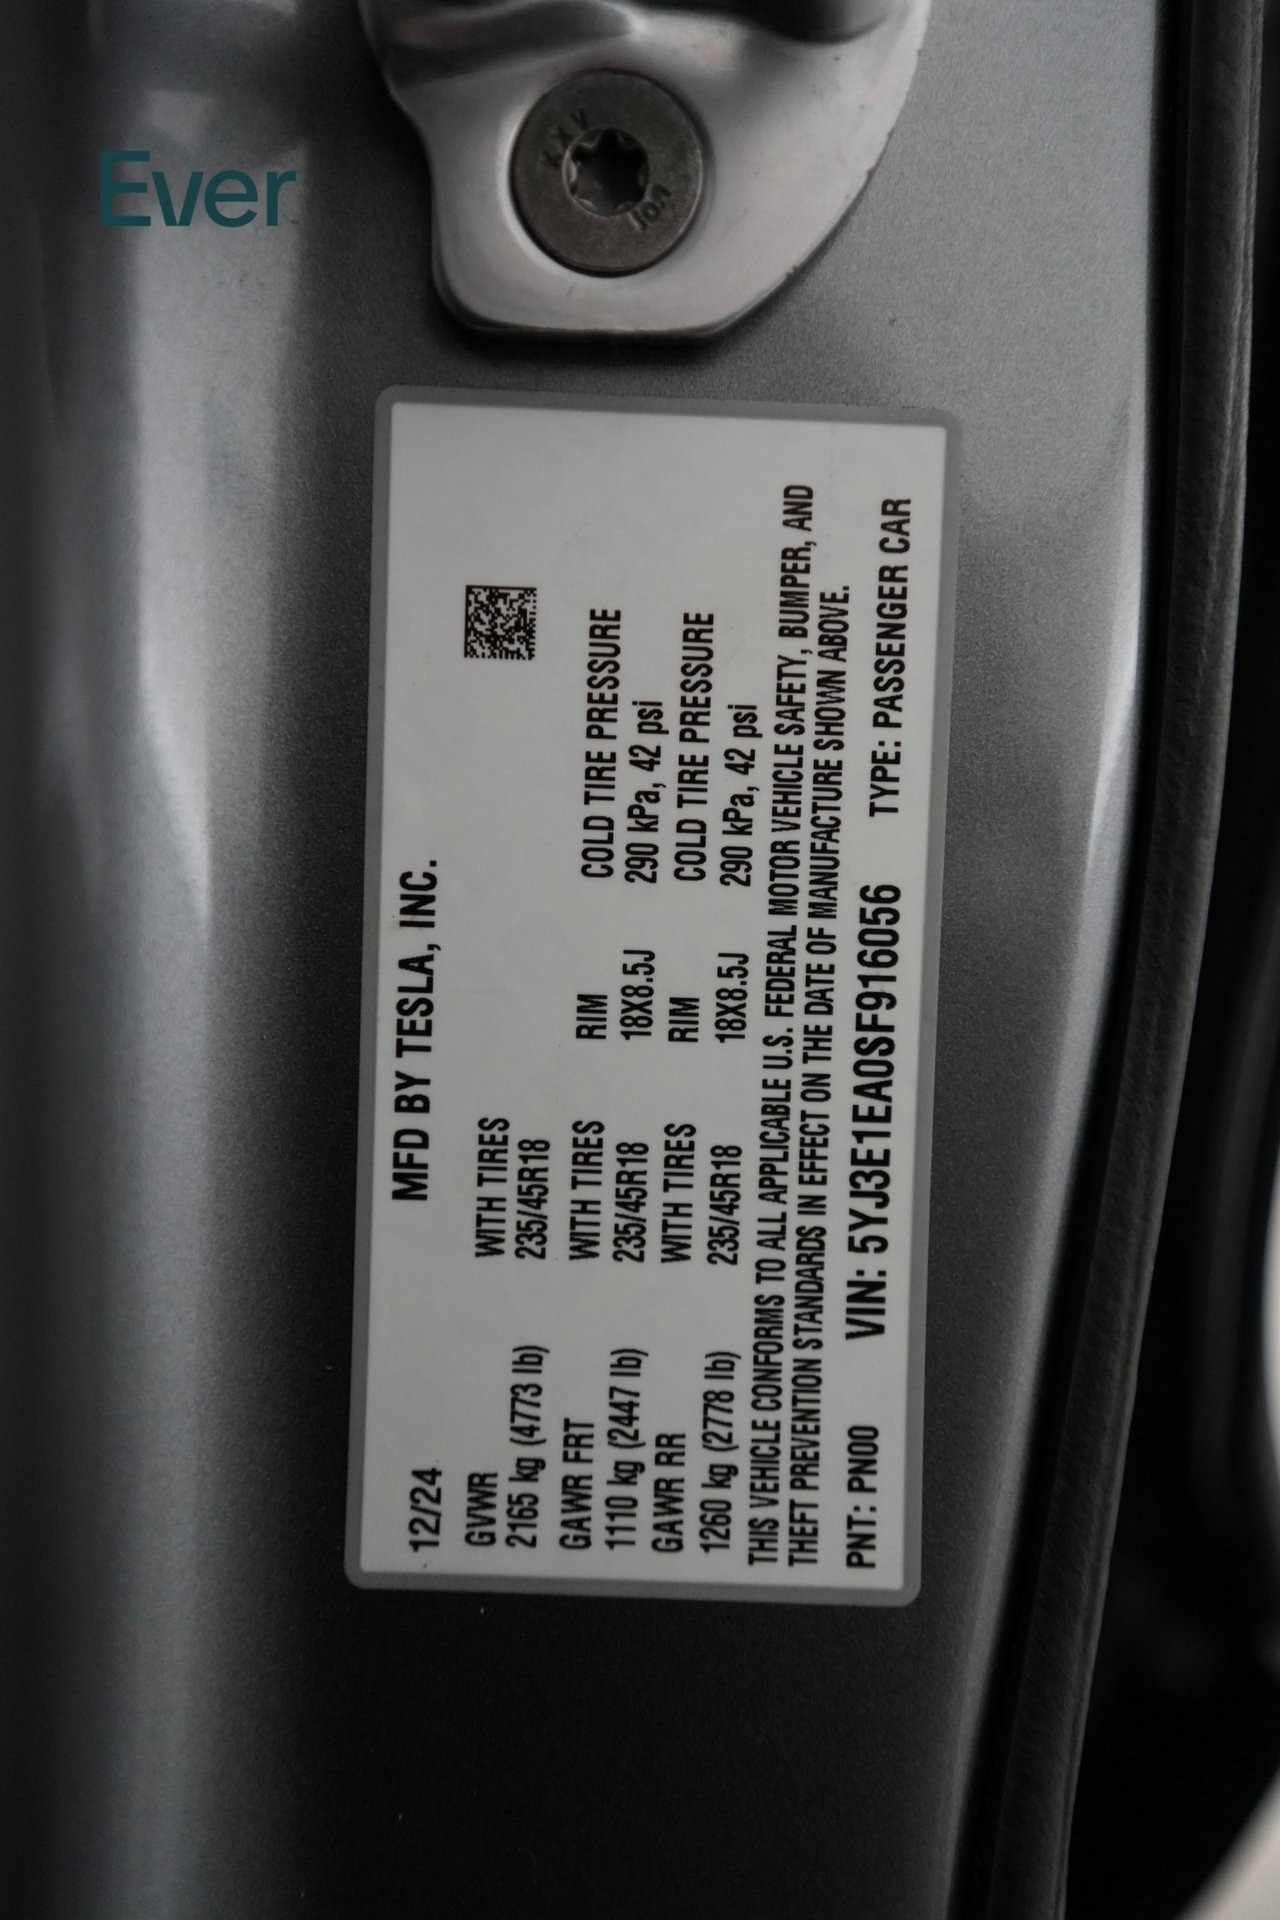 Ever
12/24 MFD BY TESLA, INC.
GVWR WITH TIRES
2165 kg (4773 lb) 235/45R18
GAWR FRT WITH TIRES RIM COLD TIRE PRESSURE
1110 kg (2447 lb) 235/45R18 18X8.5J 290 kPa, 42 psi
GAWR RR WITH TIRES RIM COLD TIRE PRESSURE
1260 kg (2778 lb) 235/45R18 18X8.5J 290 kPa, 42 psi
THIS VEHICLE CONFORMS TO ALL APPLICABLE U.S. FEDERAL MOTOR VEHICLE SAFETY, BUMPER, AND
THEFT PREVENTION STANDARDS IN EFFECT ON THE DATE OF MANUFACTURE SHOWN ABOVE.
PNT: PN00 VIN: 5YJ3E1EA0SF916056 TYPE: PASSENGER CAR